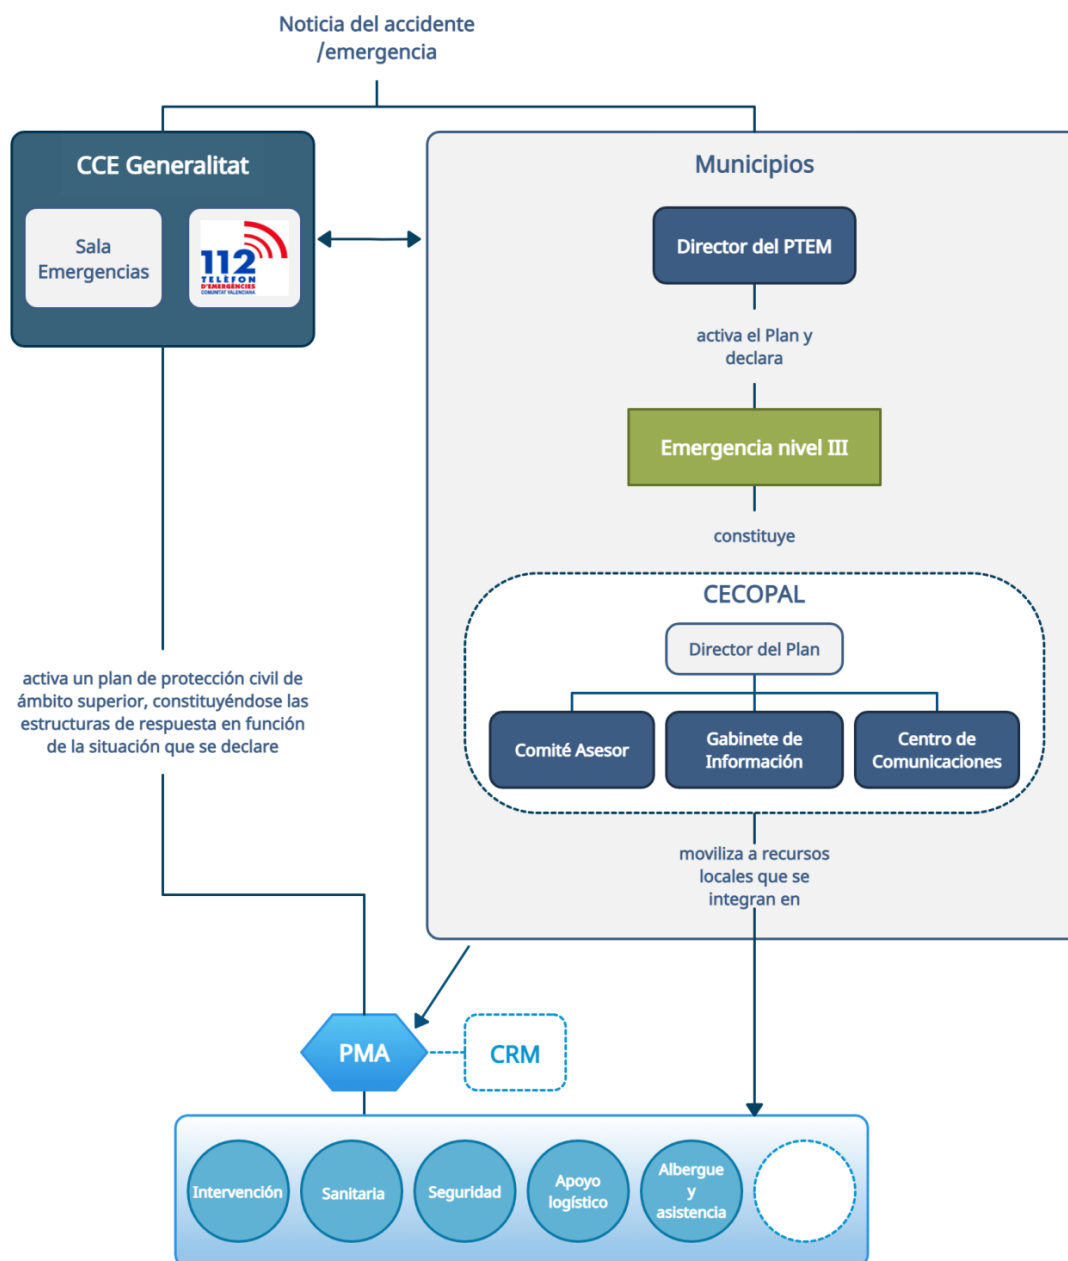 Noticia del accidente
/emergencia
CCE Generalitat
Sala
Emergencias
112
TELÈFON
D'EMERGÈNCIES
COMUNITAT VALENCIANA
activa un plan de protección civil de
ámbito superior, constituyéndose las
estructuras de respuesta en función
de la situación que se declare
Municipios
Director del PTEM
activa el Plan y
declara
Emergencia nivel III
constituye
CECOPAL
Director del Plan
Comité Asesor
Gabinete de
Información
Centro de
Comunicaciones
moviliza a recursos
locales que se
integran en
PMA
CRM
Intervención
Sanitaria
Seguridad
Apoyo
logístico
Albergue
y
asistencia